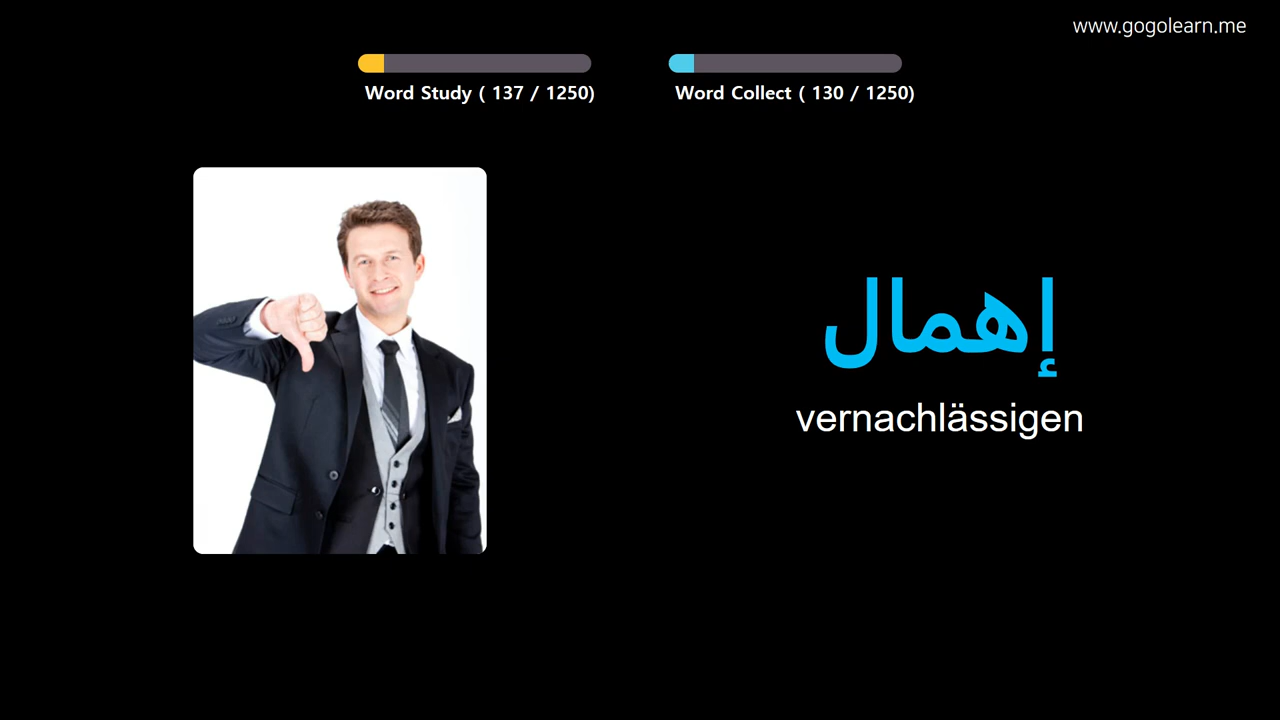 www.gogolearn.me
Word Study ( 137 / 1250)
Word Collect ( 130 / 1250)
إهمال
vernachlässigen